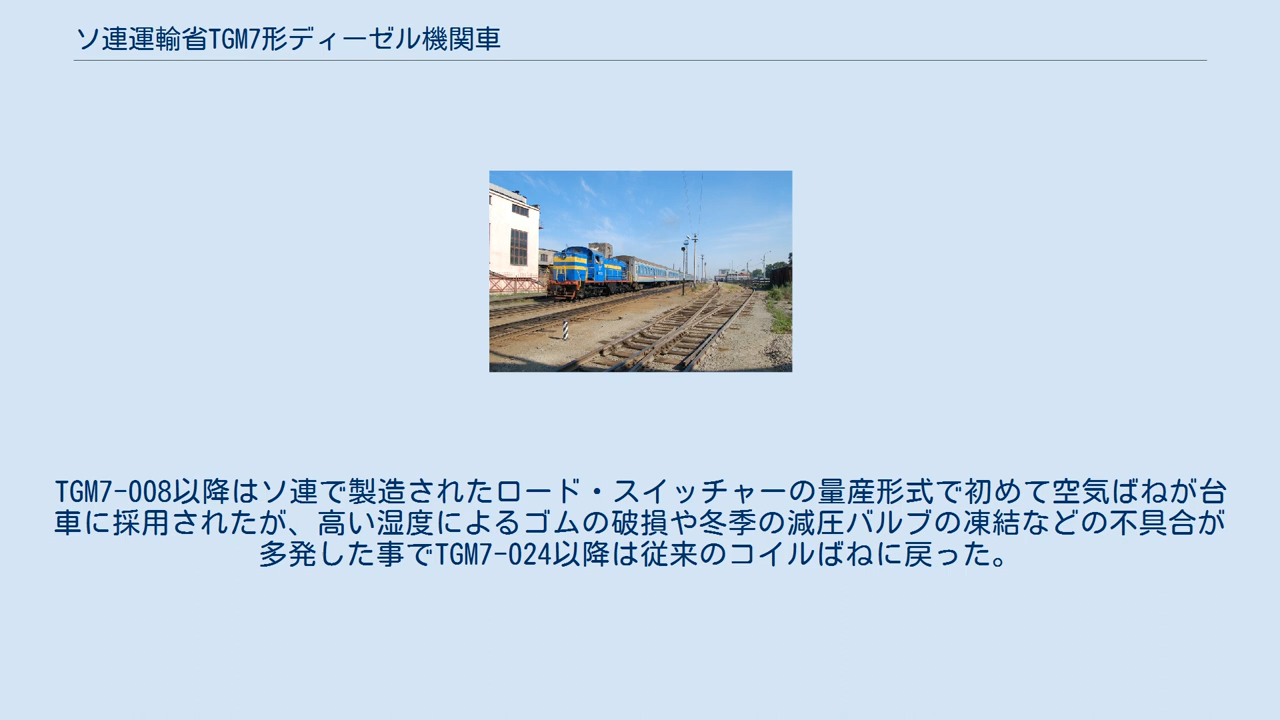 ソ連運輸省TGM7形ディーゼル機関車
TGM7-008以降はソ連で製造されたロード・スイッチャーの量産形式で初めて空気ばねが台
車に採用されたが、高い湿度によるゴムの破損や冬季の減圧バルブの凍結などの不具合が
多発した事でTGM7-024以降は従来のコイルばねに戻った。